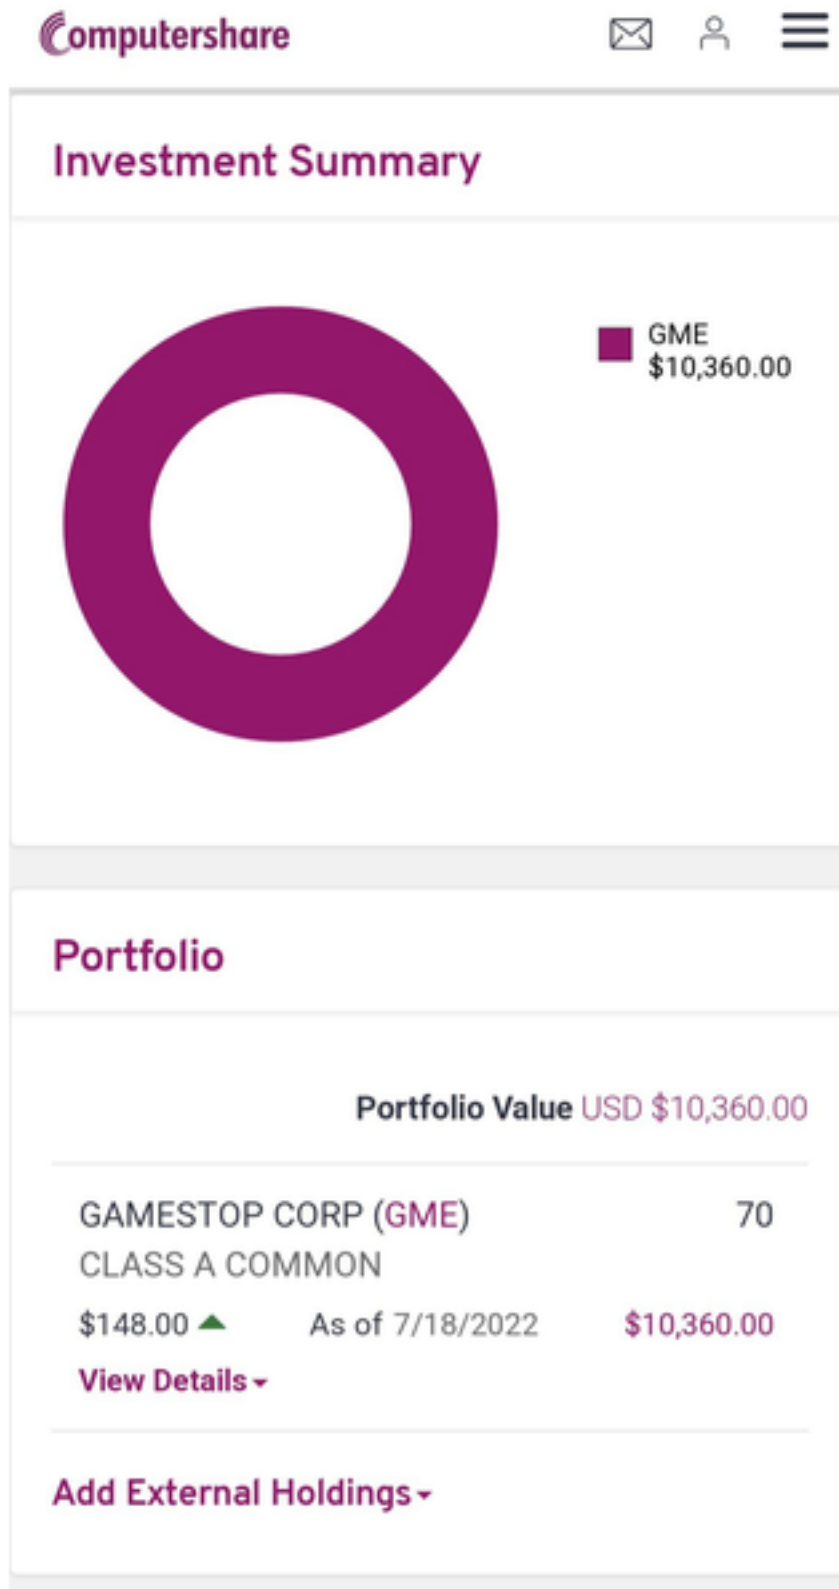 Computershare
Investment Summary
GME
$10,360.00
Portfolio
Portfolio Value USD $10,360.00
GAMESTOP CORP (GME) 70
CLASS A COMMON
$148.00 As of 7/18/2022 $10,360.00
View Details
Add External Holdings